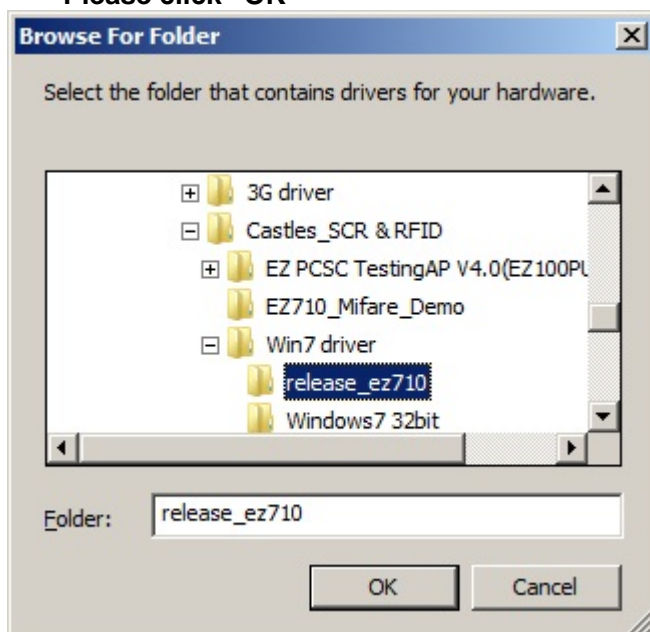 Please click "OK"
Browse For Folder
Select the folder that contains drivers for your hardware.
3G driver
Castles_SCR & RFID
EZ PCSC TestingAP V4.0(EZ100PU
EZ710_Mifare_Demo
Win7 driver
release_ez710
Windows7 32bit
Folder: release_ez710
OK Cancel